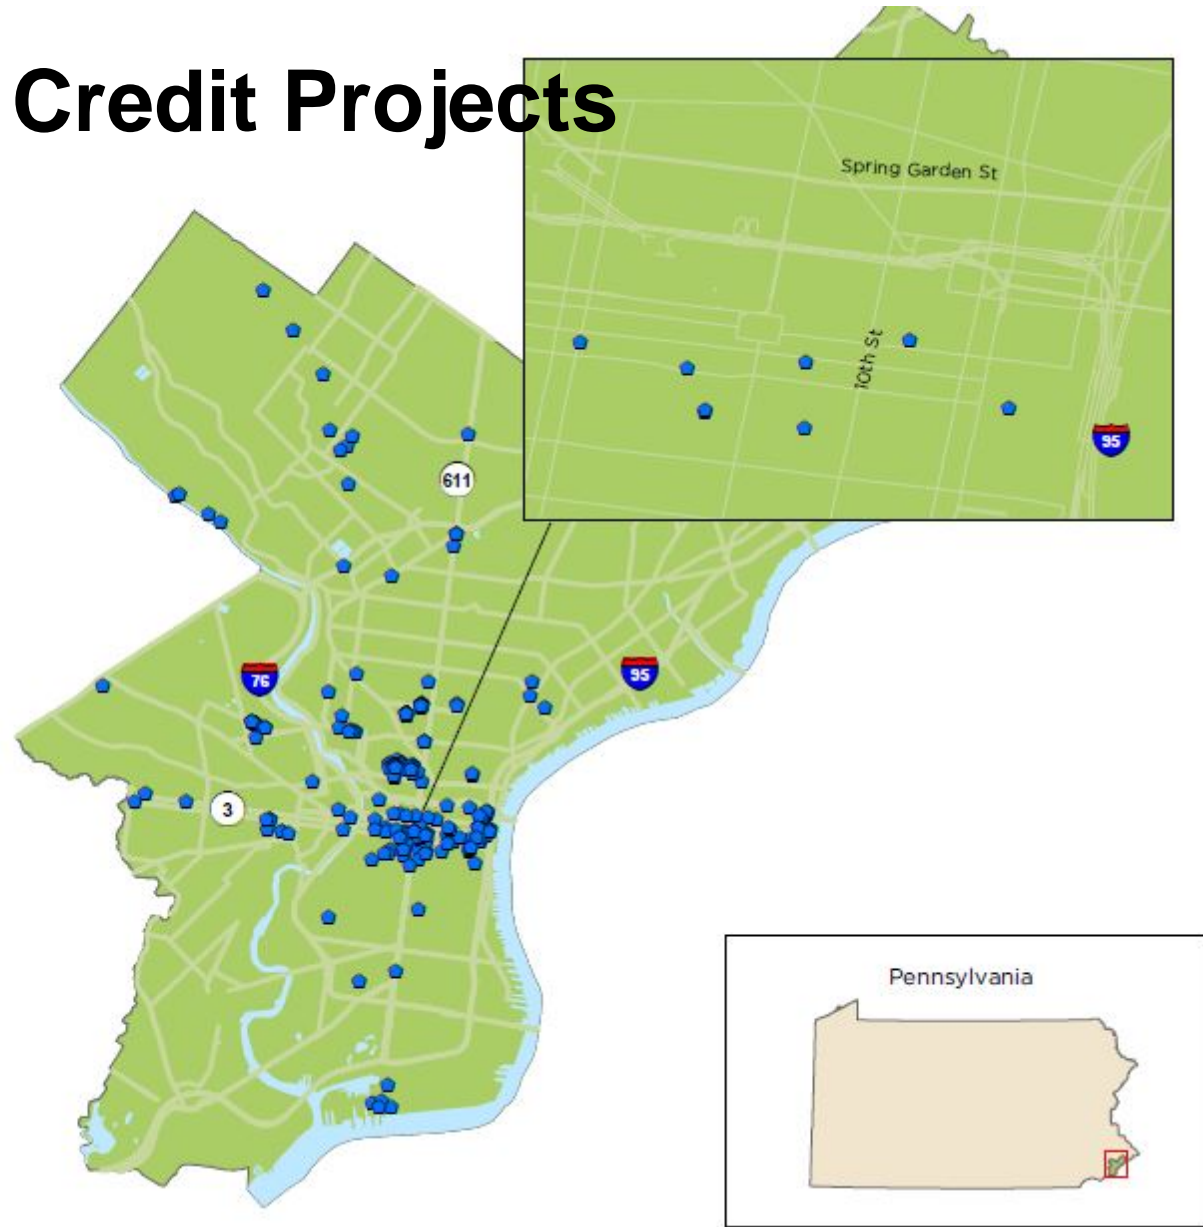 Credit Projects
Spring Garden St
10th St
95
611
76
95
3
Pennsylvania